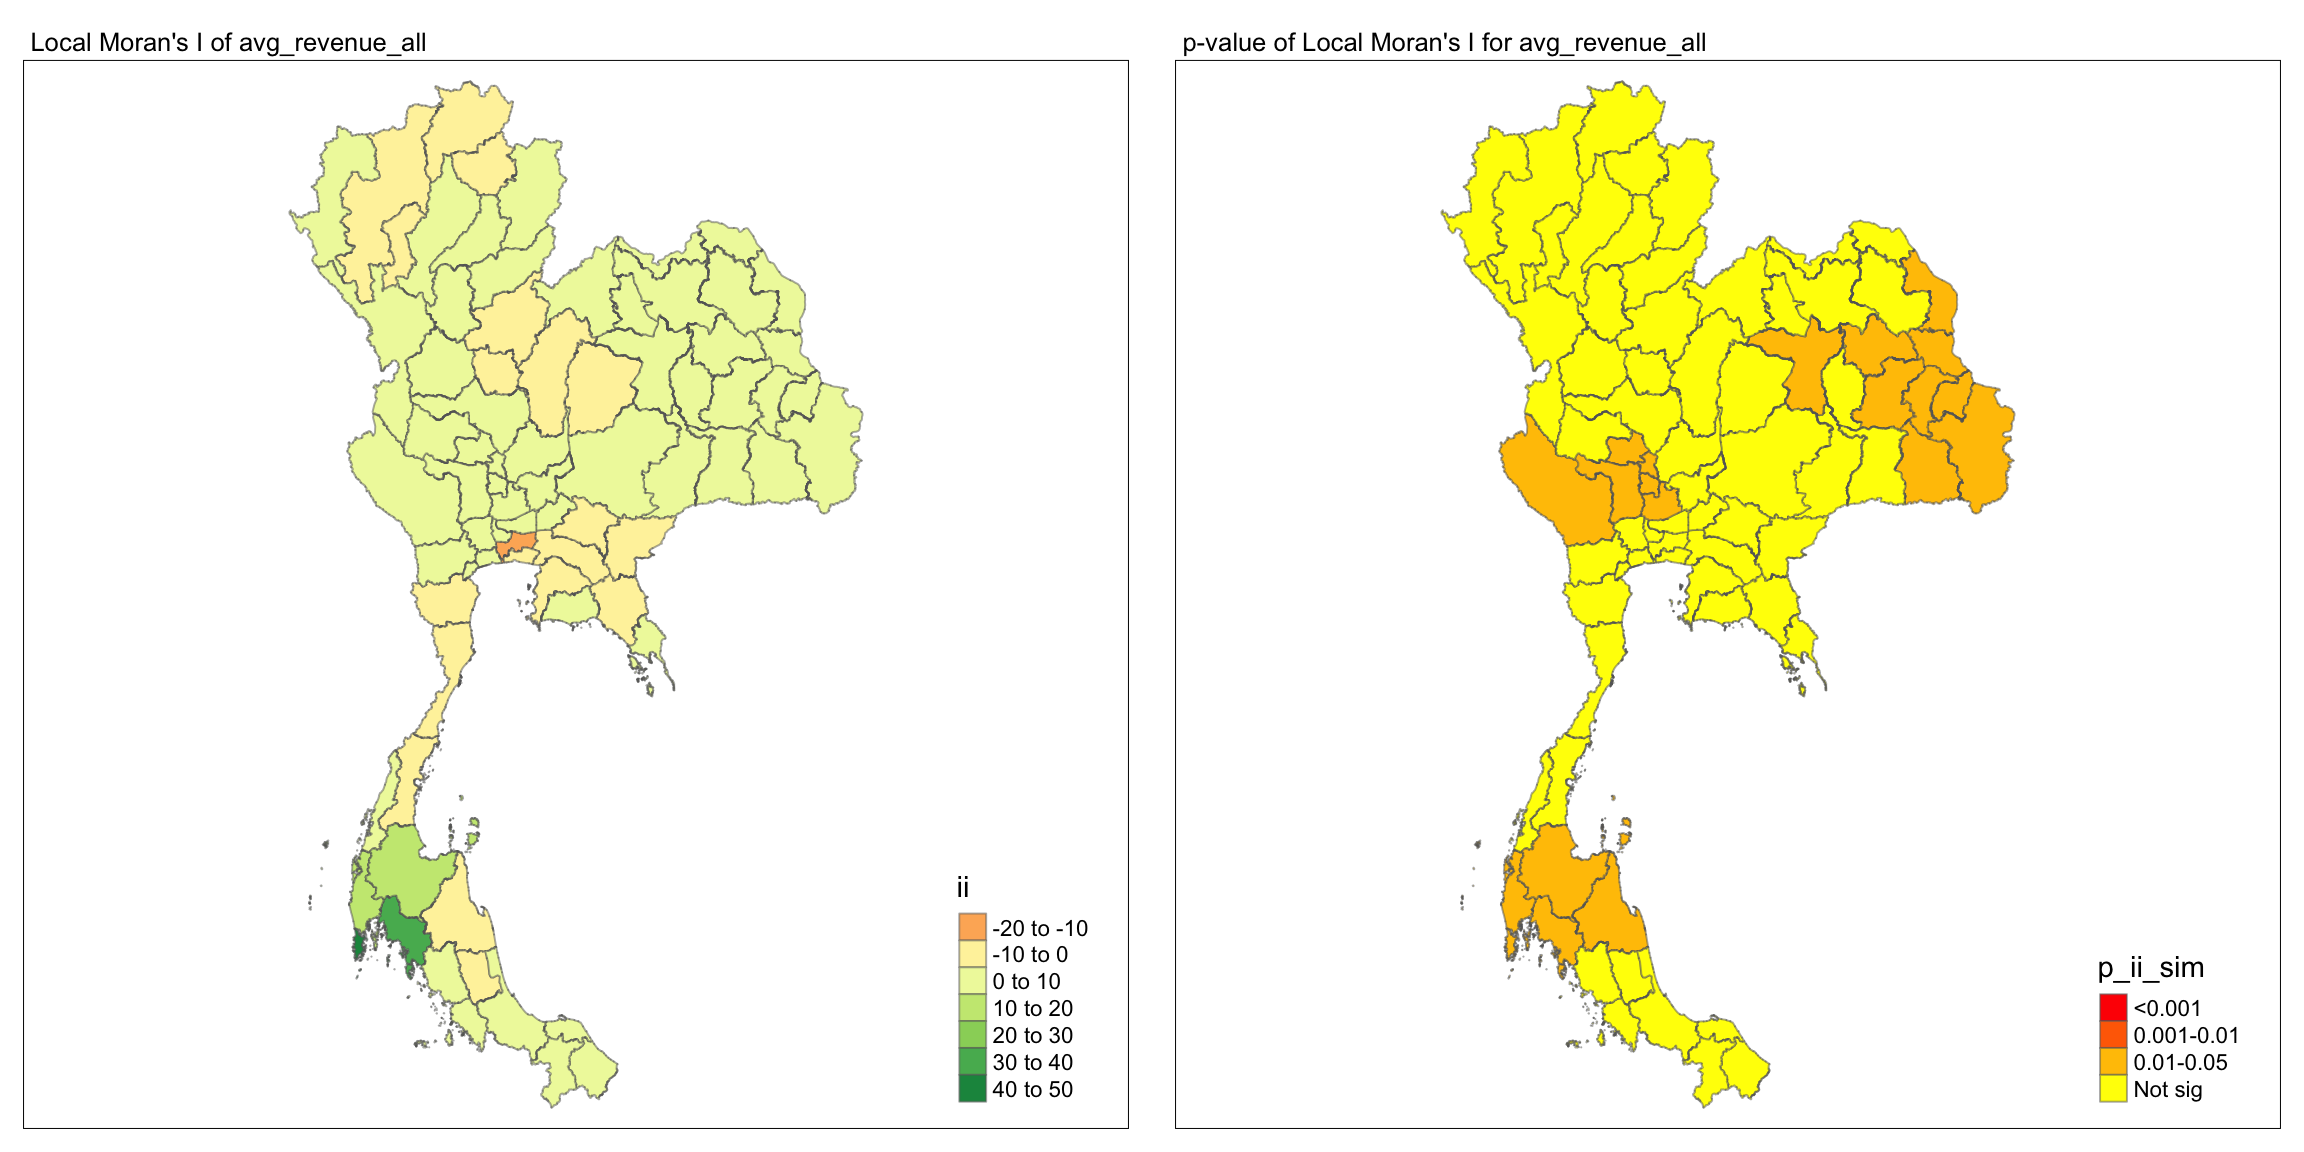 Local Moran's I of avg_revenue_all
ii
-20 to -10
-10 to 0
0 to 10
10 to 20
20 to 30
30 to 40
40 to 50
p-value of Local Moran's I for avg_revenue_all
p_ii_sim
<0.001
0.001-0.01
0.01-0.05
Not sig